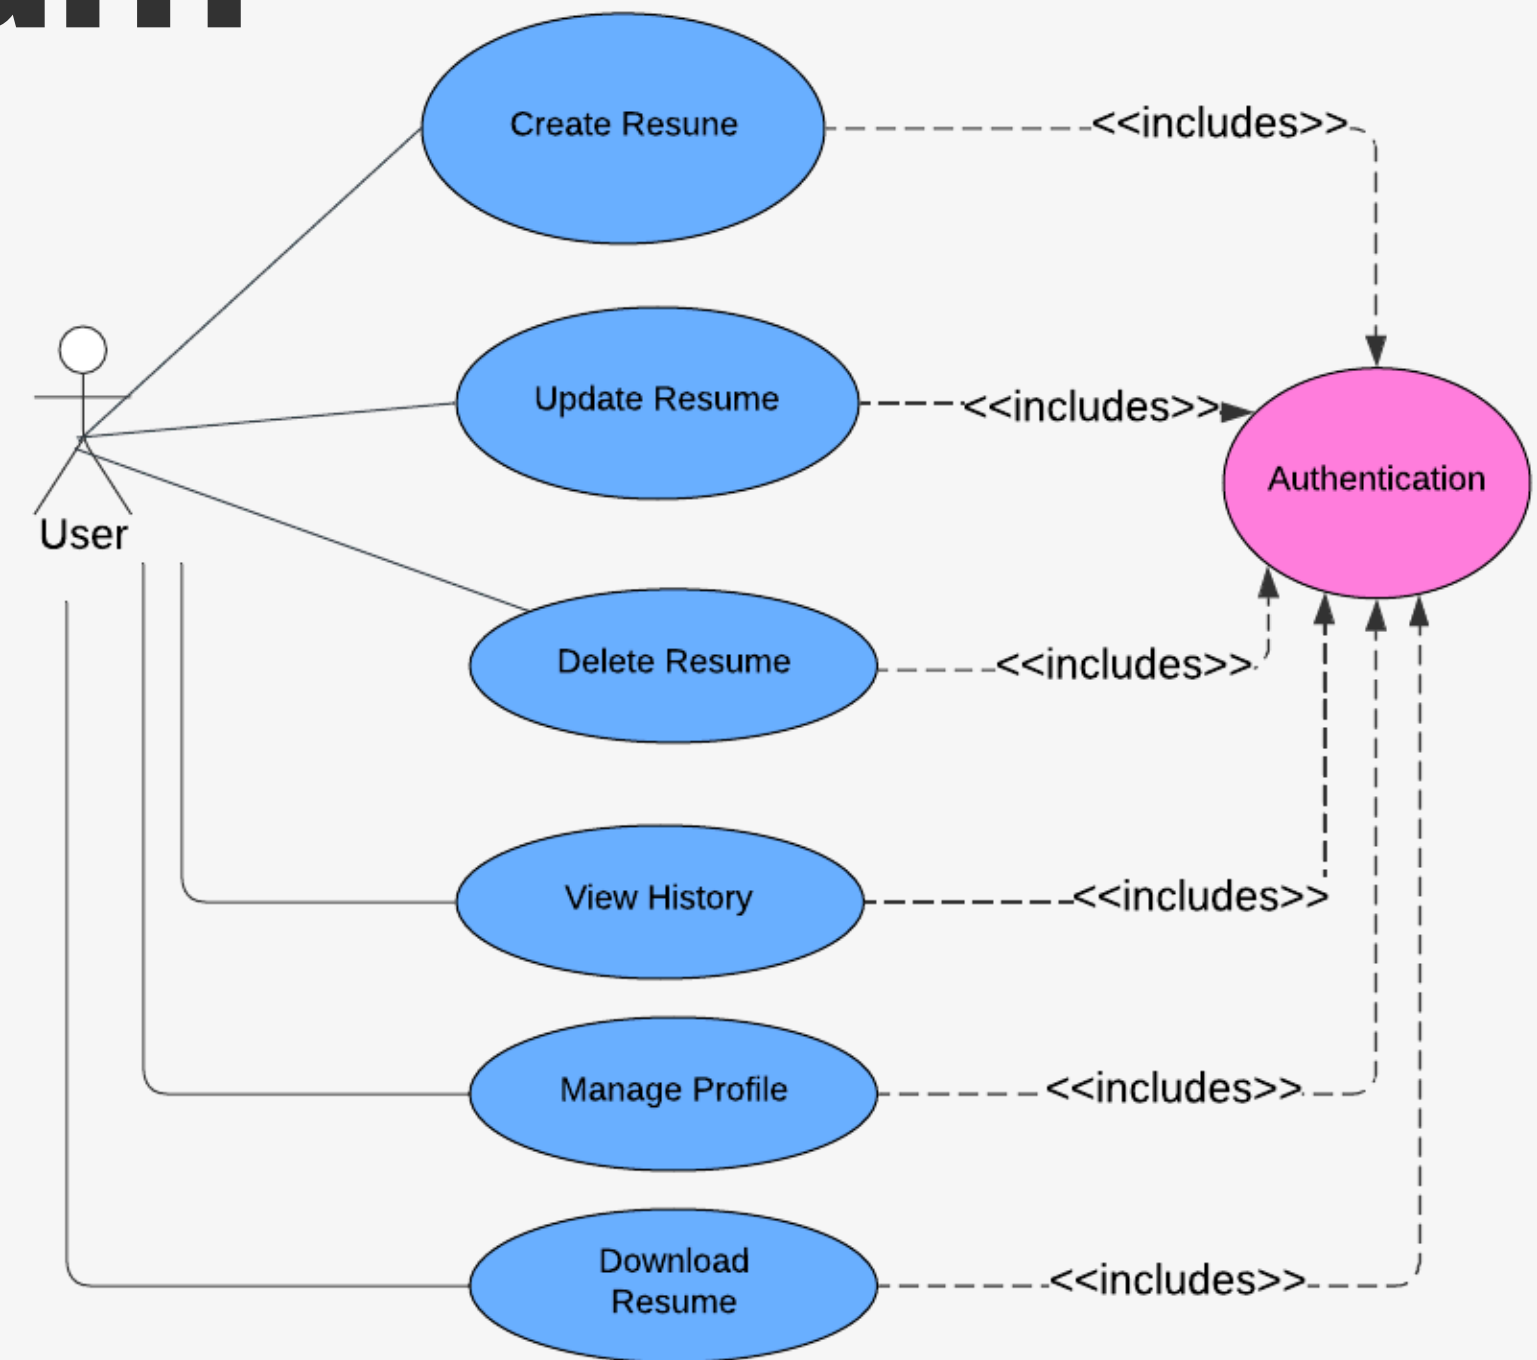 Create Resune
<<includes>>
Update Resume
<<includes>>
Authentication
User
Delete Resume
<<includes>>
View History
<<includes>>
Manage Profile
<<includes>>
Download
Resume
<<includes>>